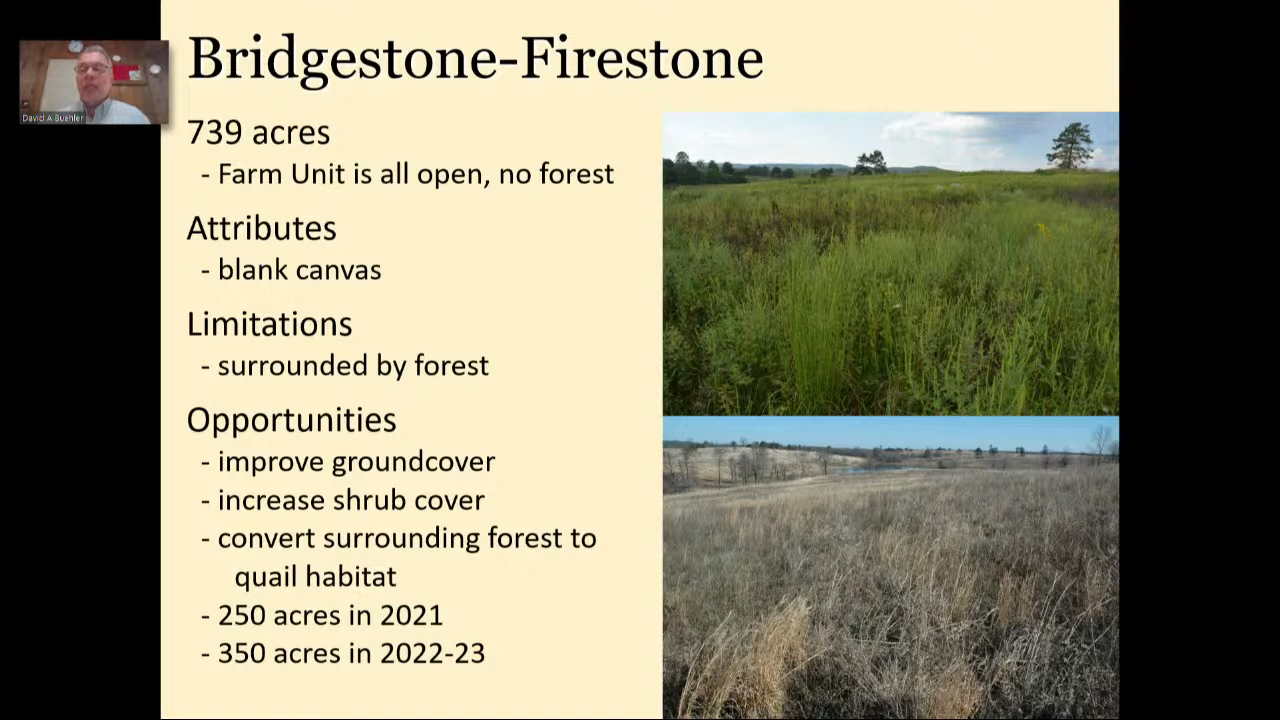 Bridgestone-Firestone
David A Buehler
739 acres
- Farm Unit is all open, no forest
Attributes
- blank canvas
Limitations
- surrounded by forest
Opportunities
- improve groundcover
- increase shrub cover
- convert surrounding forest to
quail habitat
- 250 acres in 2021
- 350 acres in 2022-23